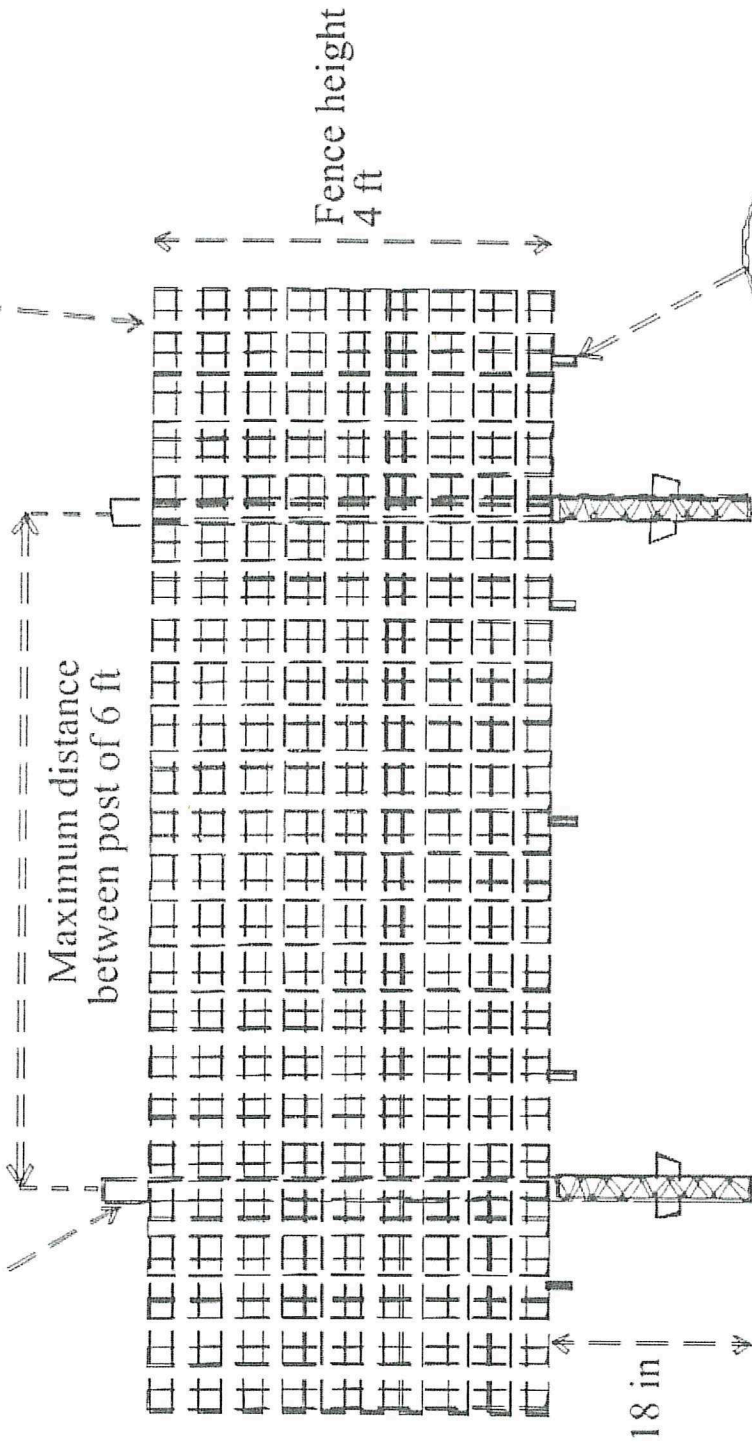 Maximum distance
between post of 6 ft
Fence height
4 ft
18 in